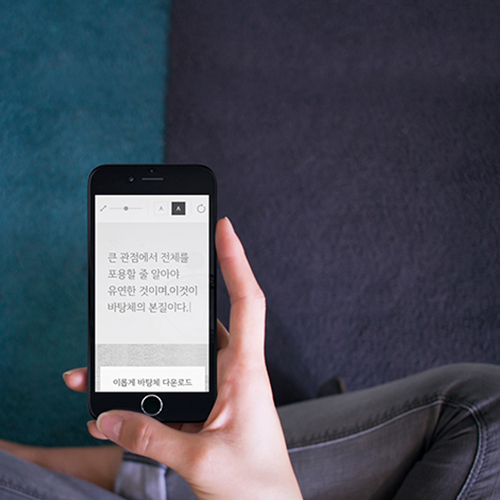 A
A
큰 관점에서 전체를
포용할 줄 알아야
유연한 것이며,이것이
바탕체의 본질이다.
이롭게 바탕체 다운로드